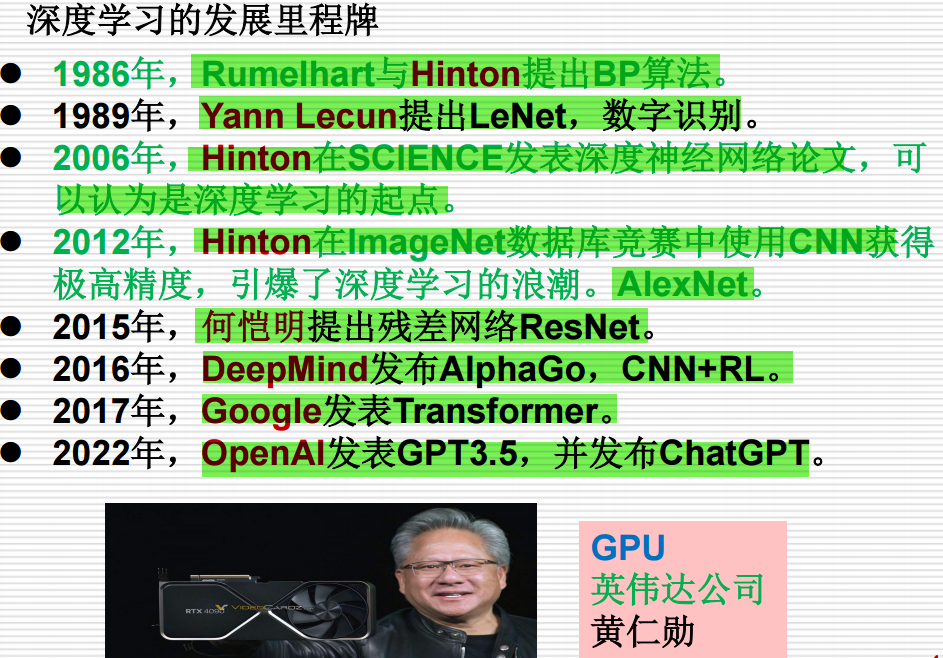 深度学习的发展里程牌
● 1986年，Rumelhart与Hinton提出BP算法。
● 1989年，Yann Lecun提出LeNet，数字识别。
● 2006年，Hinton在SCIENCE发表深度神经网络论文，可
以认为是深度学习的起点。
● 2012年，Hinton在ImageNet数据库竞赛中使用CNN获得
极高精度，引爆了深度学习的浪潮。AlexNet。
● 2015年，何恺明提出残差网络ResNet。
● 2016年，DeepMind发布AlphaGo，CNN+RL。
● 2017年，Google发表Transformer。
● 2022年，OpenAI发表GPT3.5，并发布ChatGPT。
RTX 4090
VIDEOCARDZ
GPU
英伟达公司
黄仁勋